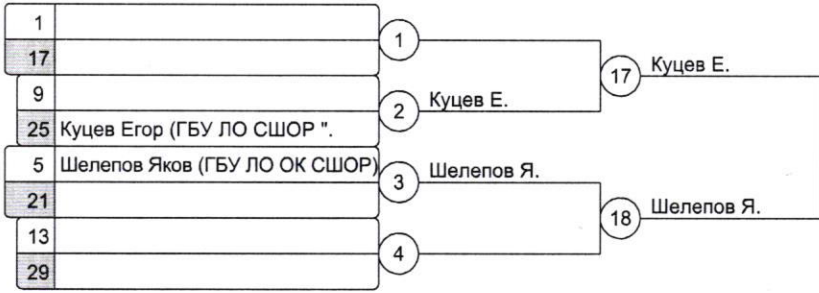 1
17
1
9
25 Куцев Егор (ГБУ ЛО СШОР ".
2 Куцев Е.
17 Куцев Е.
5 Шелепов Яков (ГБУ ЛО ОК СШОР)
21
3 Шелепов Я.
13
29
4
18 Шелепов Я.